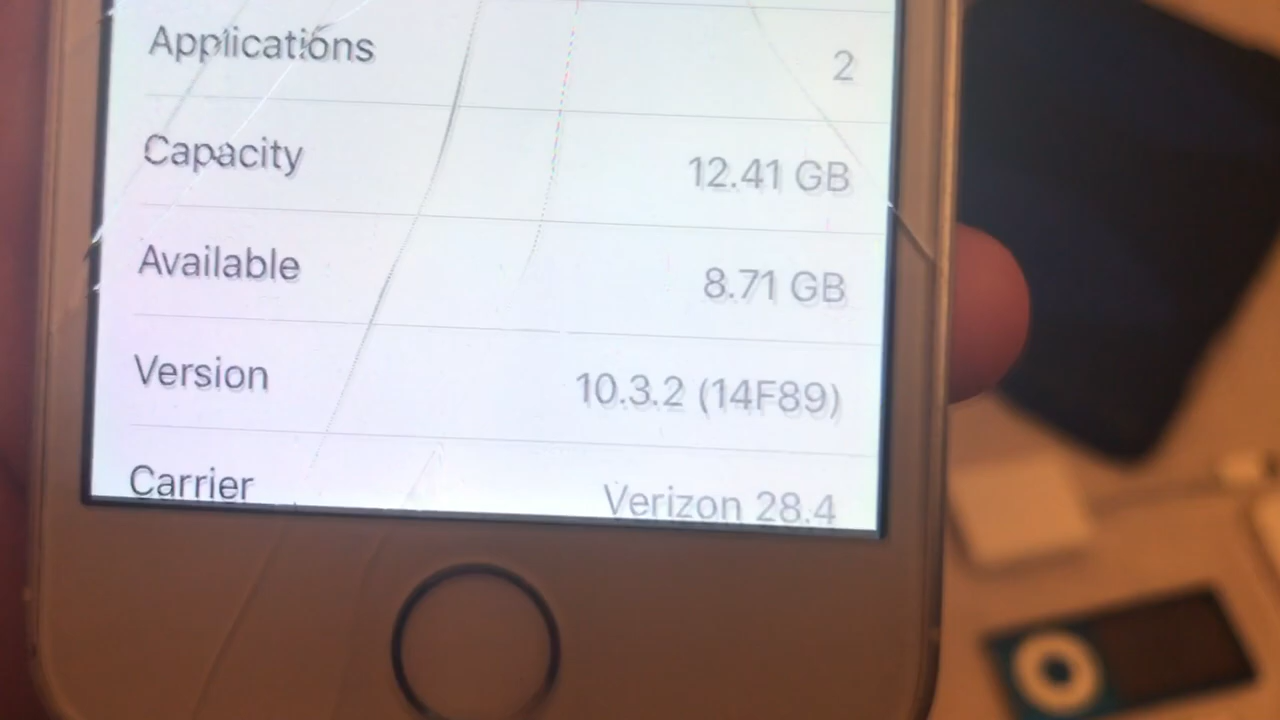 Applications 2
Capacity 12.41 GB
Available 8.71 GB
Version 10.3.2 (14F89)
Carrier Verizon 28.4